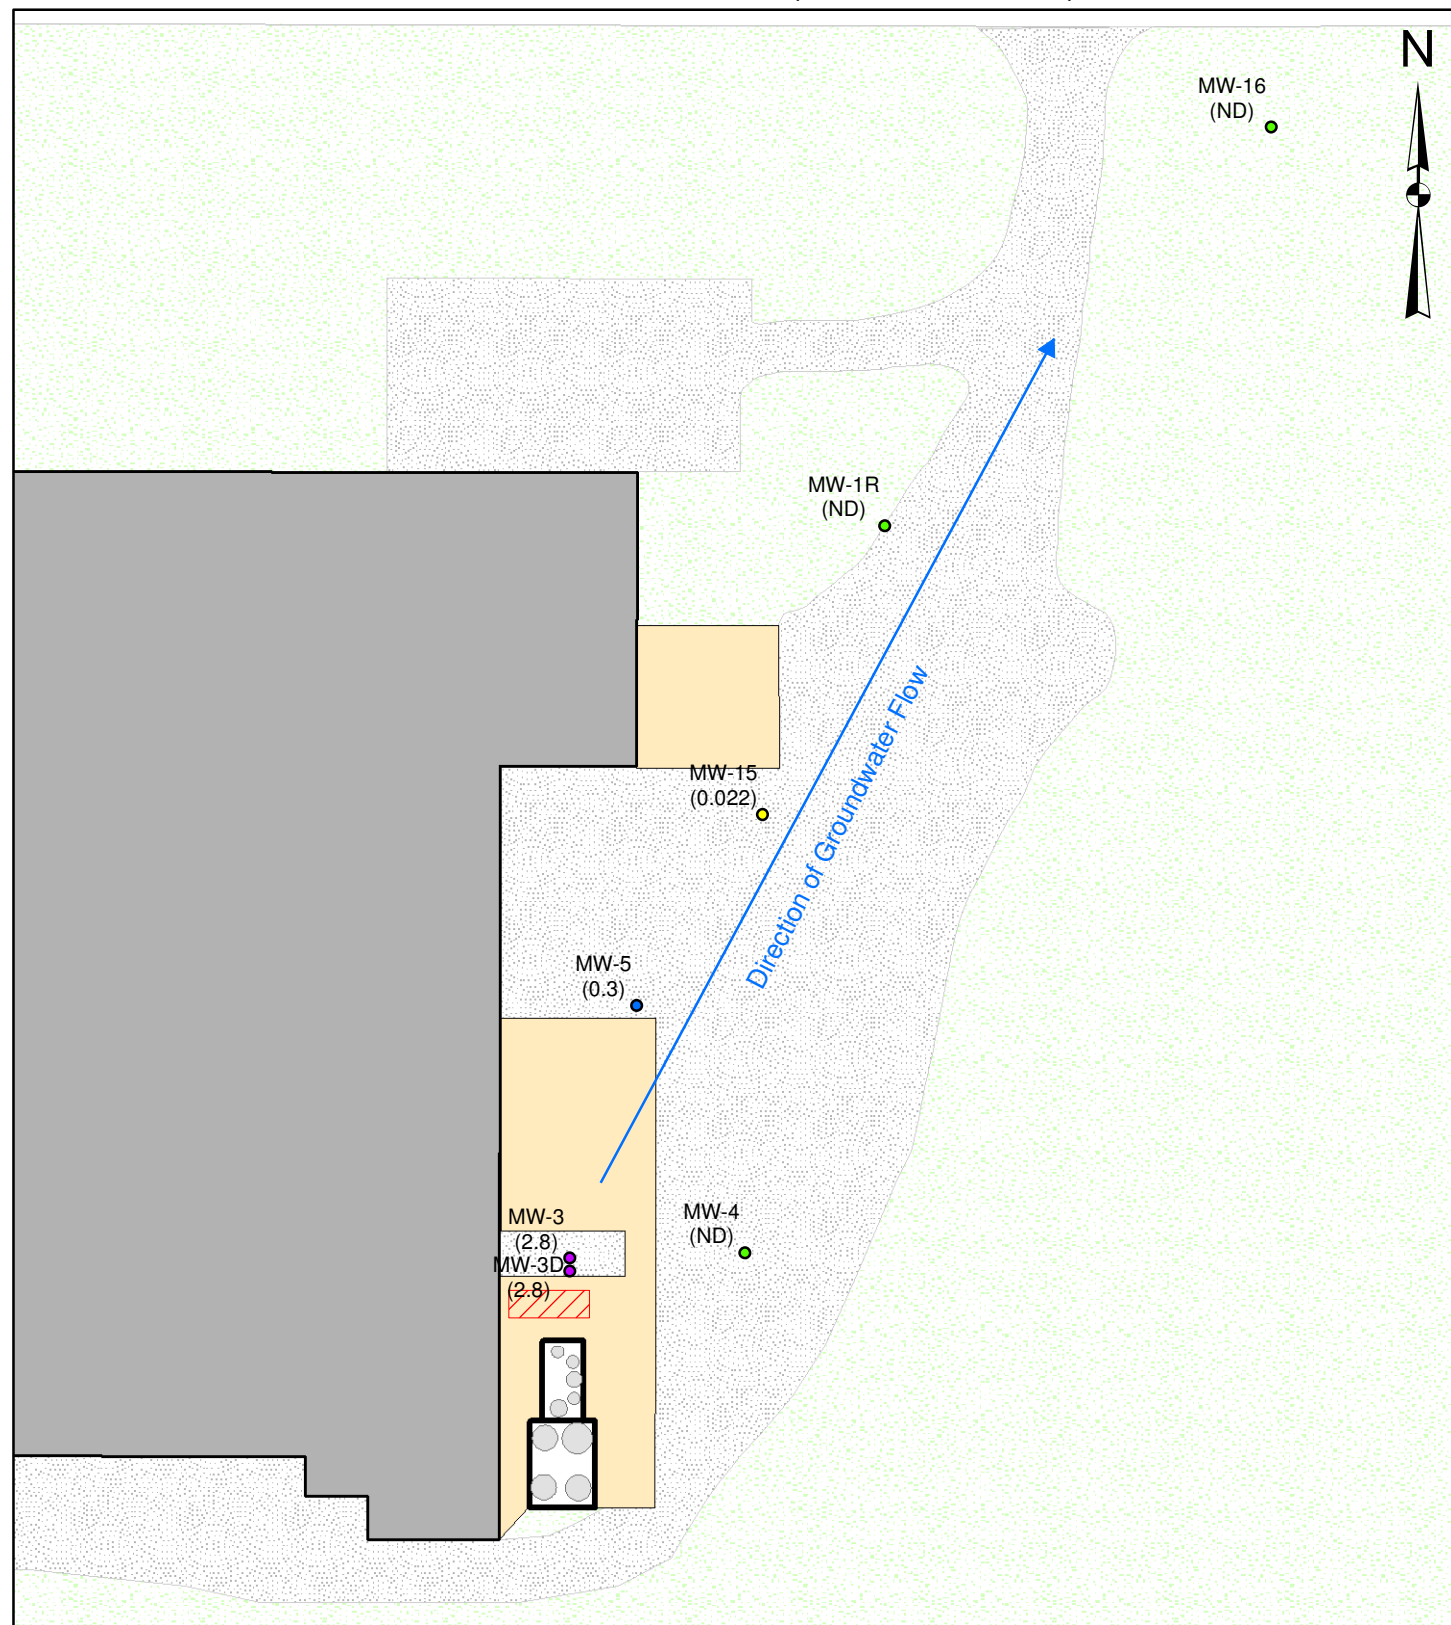 N
MW-16
(ND)
MW-1R
(ND)
Direction of Groundwater Flow
MW-15
(0.022)
MW-5
(0.3)
MW-3
(2.8)
MW-3D
(2.8)
MW-4
(ND)